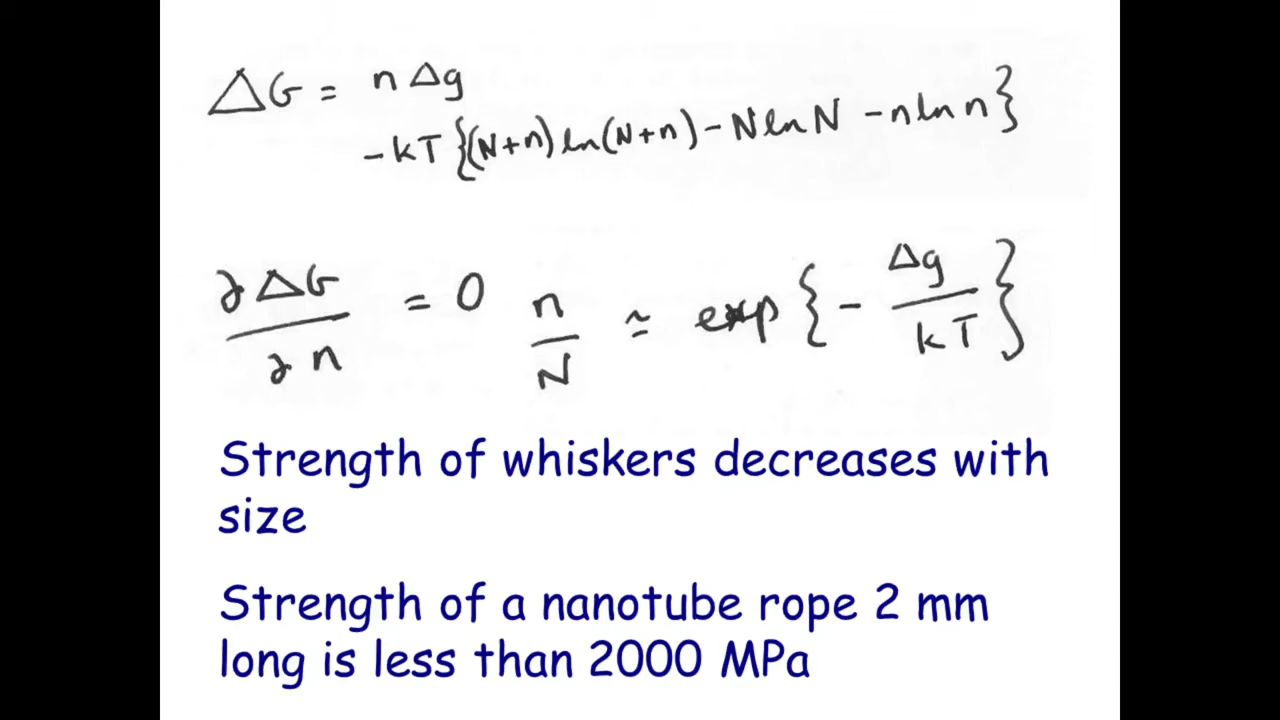 ΔG = n Δg
- kT {(N+n) ln (N+n) - N ln N - n ln n}
∂ΔG/∂n = 0 n/N ≃ exp {- Δg/kT}
Strength of whiskers decreases with
size
Strength of a nanotube rope 2 mm
long is less than 2000 MPa